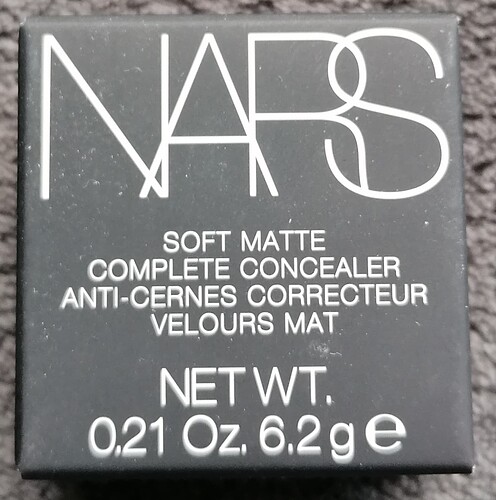 NARS
SOFT MATTE
COMPLETE CONCEALER
ANTI-CERNES CORRECTEUR
VELOURS MAT
NET WT.
0.21 Oz. 6.2 g e